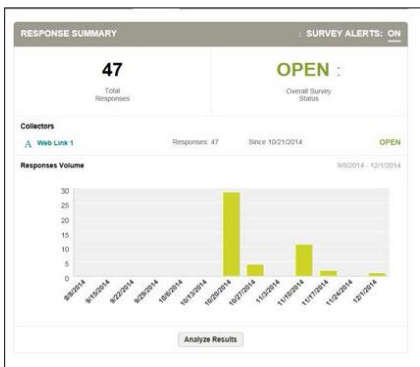 RESPONSE SUMMARY : SURVEY ALERTS: ON
47 OPEN :
Total Responses Overall Survey Status
Collectors
A Web Link 1 Responses: 47 Since 10/21/2014 OPEN
Responses Volume 9/8/2014 - 12/1/2014
30
25
20
15
10
5
0
9/8/2014 9/15/2014 9/22/2014 9/29/2014 10/6/2014 10/13/2014 10/20/2014 10/27/2014 11/3/2014 11/10/2014 11/17/2014 11/24/2014 12/1/2014
Analyze Results